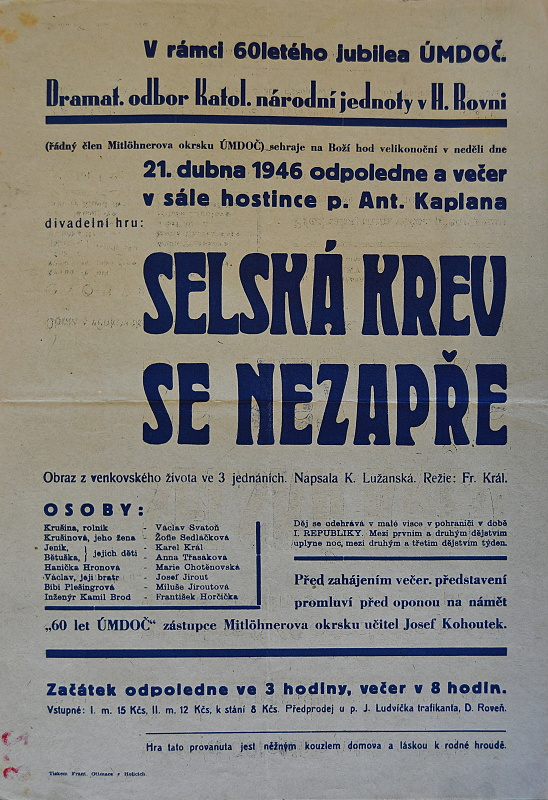 V rámci 60letého jubilea ÚMDOČ.
Dramat. odbor Katol. národní jednoty v H. Rovni
(řádný člen Mitlöhnerova okrsku ÚMDOČ) sehraje na Boží hod velikonoční v neděli dne
21. dubna 1946 odpoledne a večer
v sále hostince p. Ant. Kaplana
divadelní hru:
SELSKÁ KREV
SE NEZAPŘE
Obraz z venkovského života ve 3 jednáních. Napsala K. Lužanská. Režie: Fr. Král.
OSOBY:
Krušina, rolník - Václav Svatoň
Krušinová, jeho žena - Žofie Sedláčková
Jeník, } jejich děti - Karel Král
Bětuška, - Anna Třasáková
Hanička Hronová - Marie Chotěnovská
Václav, její bratr - Josef Jirout
Bibi Plešingrová - Miluše Jiroutová
Inženýr Kamil Brod - František Horčička
Děj se odehrává v malé vísce v pohraničí v době
I. REPUBLIKY. Mezi prvním a druhým dějstvím
uplyne noc, mezi druhým a třetím dějstvím týden.
Před zahájením večer. představení
promluví před oponou na námět
„60 let ÚMDOČ“ zástupce Mitlöhnerova okrsku učitel Josef Kohoutek.
Začátek odpoledne ve 3 hodiny, večer v 8 hodin.
Vstupné: I. m. 15 Kčs, II. m. 12 Kčs, k stání 8 Kčs. Předprodej u p. J. Ludvíčka trafikanta, D. Roveň.
Hra tato provanuta jest něžným kouzlem domova a láskou k rodné hroudě.
Tiskem Frant. Ottmara v Holicích.